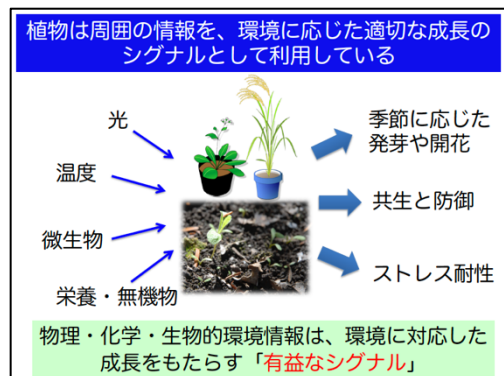 植物は周囲の情報を、環境に応じた適切な成長の
シグナルとして利用している
光
温度
微生物
栄養・無機物
季節に応じた
発芽や開花
共生と防御
ストレス耐性
物理・化学・生物的環境情報は、環境に対応した
成長をもたらす「有益なシグナル」